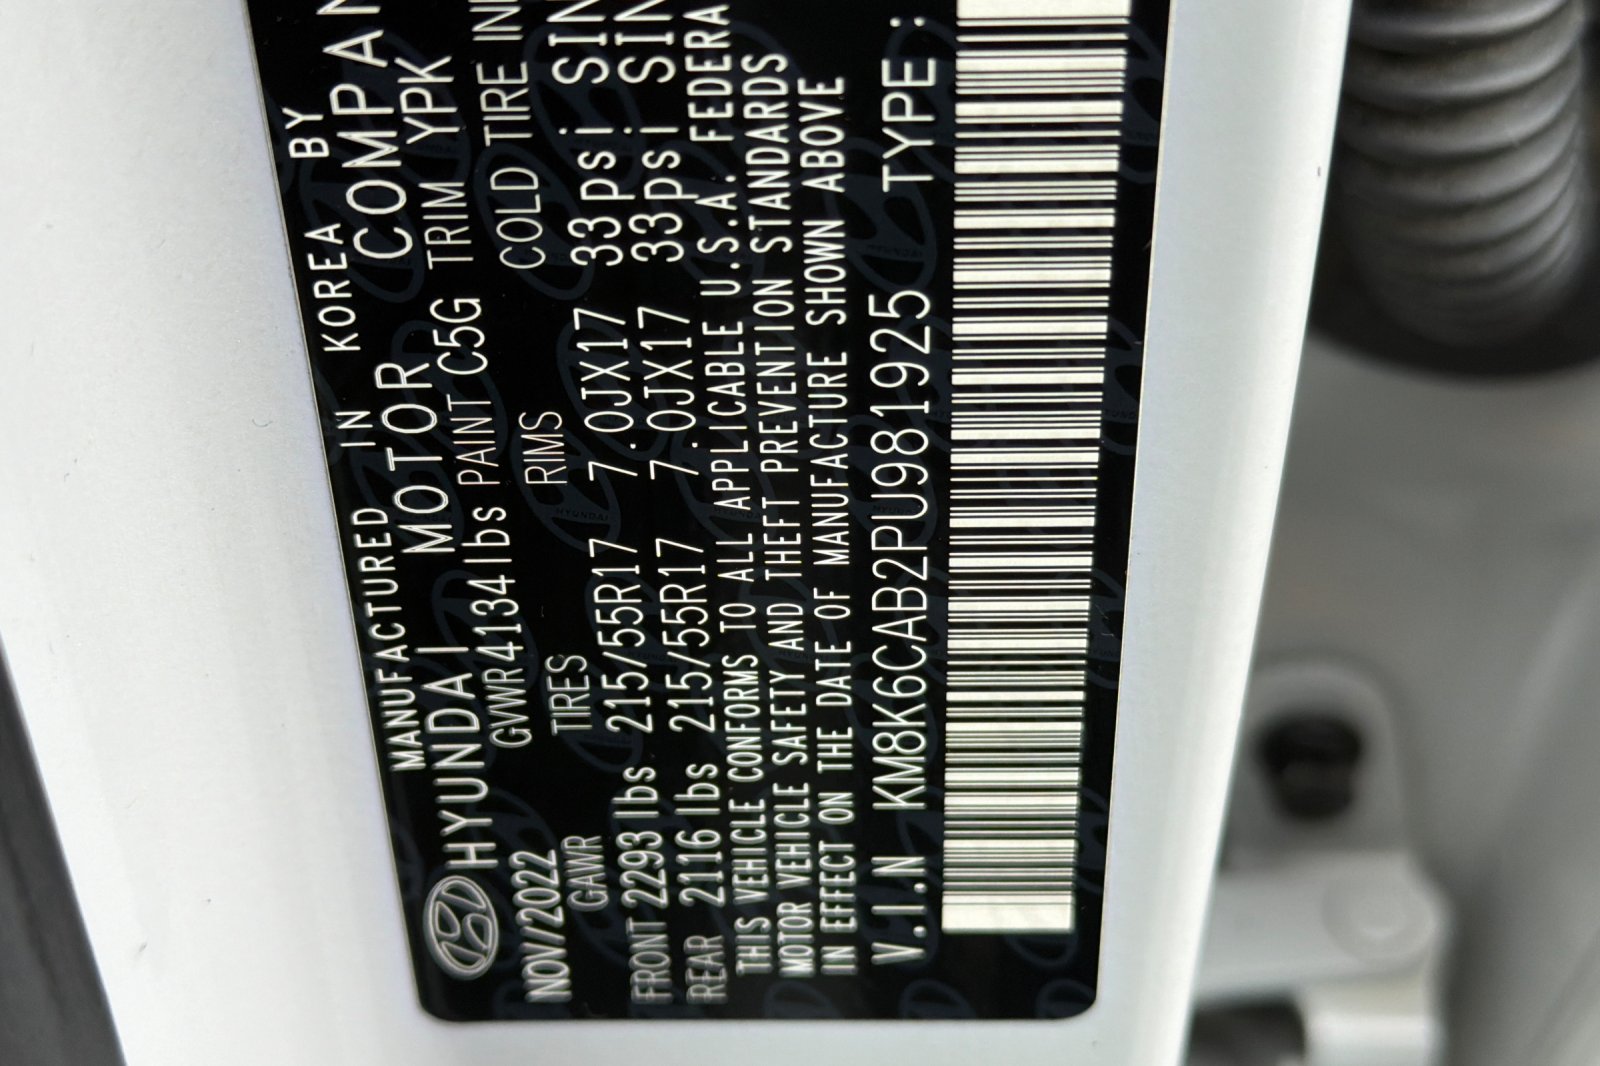 MANUFACTURED IN KOREA BY
HYUNDAI MOTOR COMPAN
NOV/2022 GVWR 4134 lbs PAINT C5G TRIM YPK
GAWR TIRES RIMS COLD TIRE IN
FRONT 2293 lbs 215/55R17 7.0JX17 33 psi SIN
REAR 2116 lbs 215/55R17 7.0JX17 33 psi SIN
THIS VEHICLE CONFORMS TO ALL APPLICABLE U.S.A. FEDERA
MOTOR VEHICLE SAFETY AND THEFT PREVENTION STANDARDS
IN EFFECT ON THE DATE OF MANUFACTURE SHOWN ABOVE
V.I.N KM8K6CAB2PU981925 TYPE: